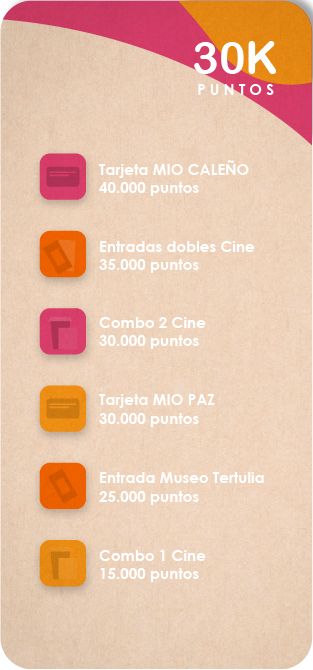 30K
PUNTOS
Tarjeta MIO CALEÑO
40.000 puntos
Entradas dobles Cine
35.000 puntos
Combo 2 Cine
30.000 puntos
Tarjeta MIO PAZ
30.000 puntos
Entrada Museo Tertulia
25.000 puntos
Combo 1 Cine
15.000 puntos